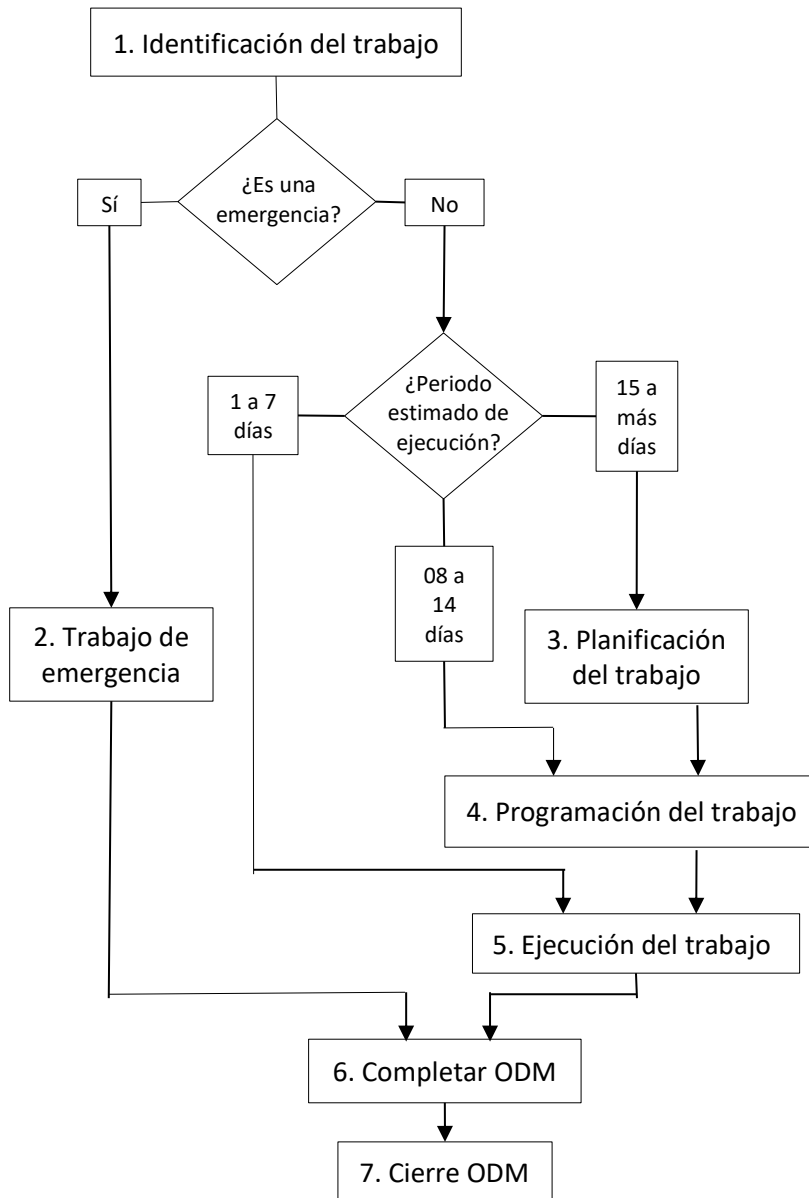 1. Identificación del trabajo
¿Es una
emergencia?
Sí
No
¿Periodo
estimado de
ejecución?
1 a 7
días
15 a
más
días
08 a
14
días
2. Trabajo de
emergencia
3. Planificación
del trabajo
4. Programación del trabajo
5. Ejecución del trabajo
6. Completar ODM
7. Cierre ODM